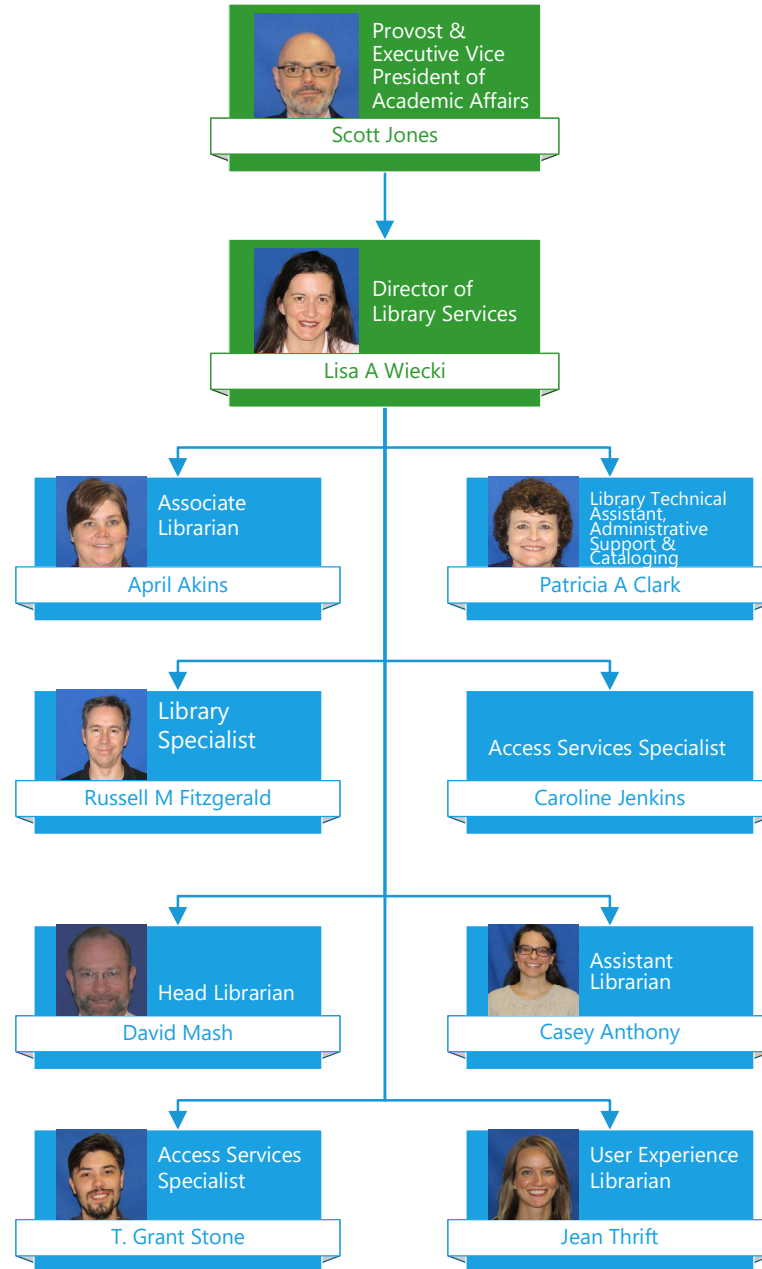 Provost &
Executive Vice
President of
Academic Affairs
Scott Jones
Director of
Library Services
Lisa A Wiecki
Associate
Librarian
April Akins
Library Technical
Assistant,
Administrative
Support &
Cataloging
Patricia A Clark
Library
Specialist
Russell M Fitzgerald
Access Services Specialist
Caroline Jenkins
Head Librarian
David Mash
Assistant
Librarian
Casey Anthony
Access Services
Specialist
T. Grant Stone
User Experience
Librarian
Jean Thrift